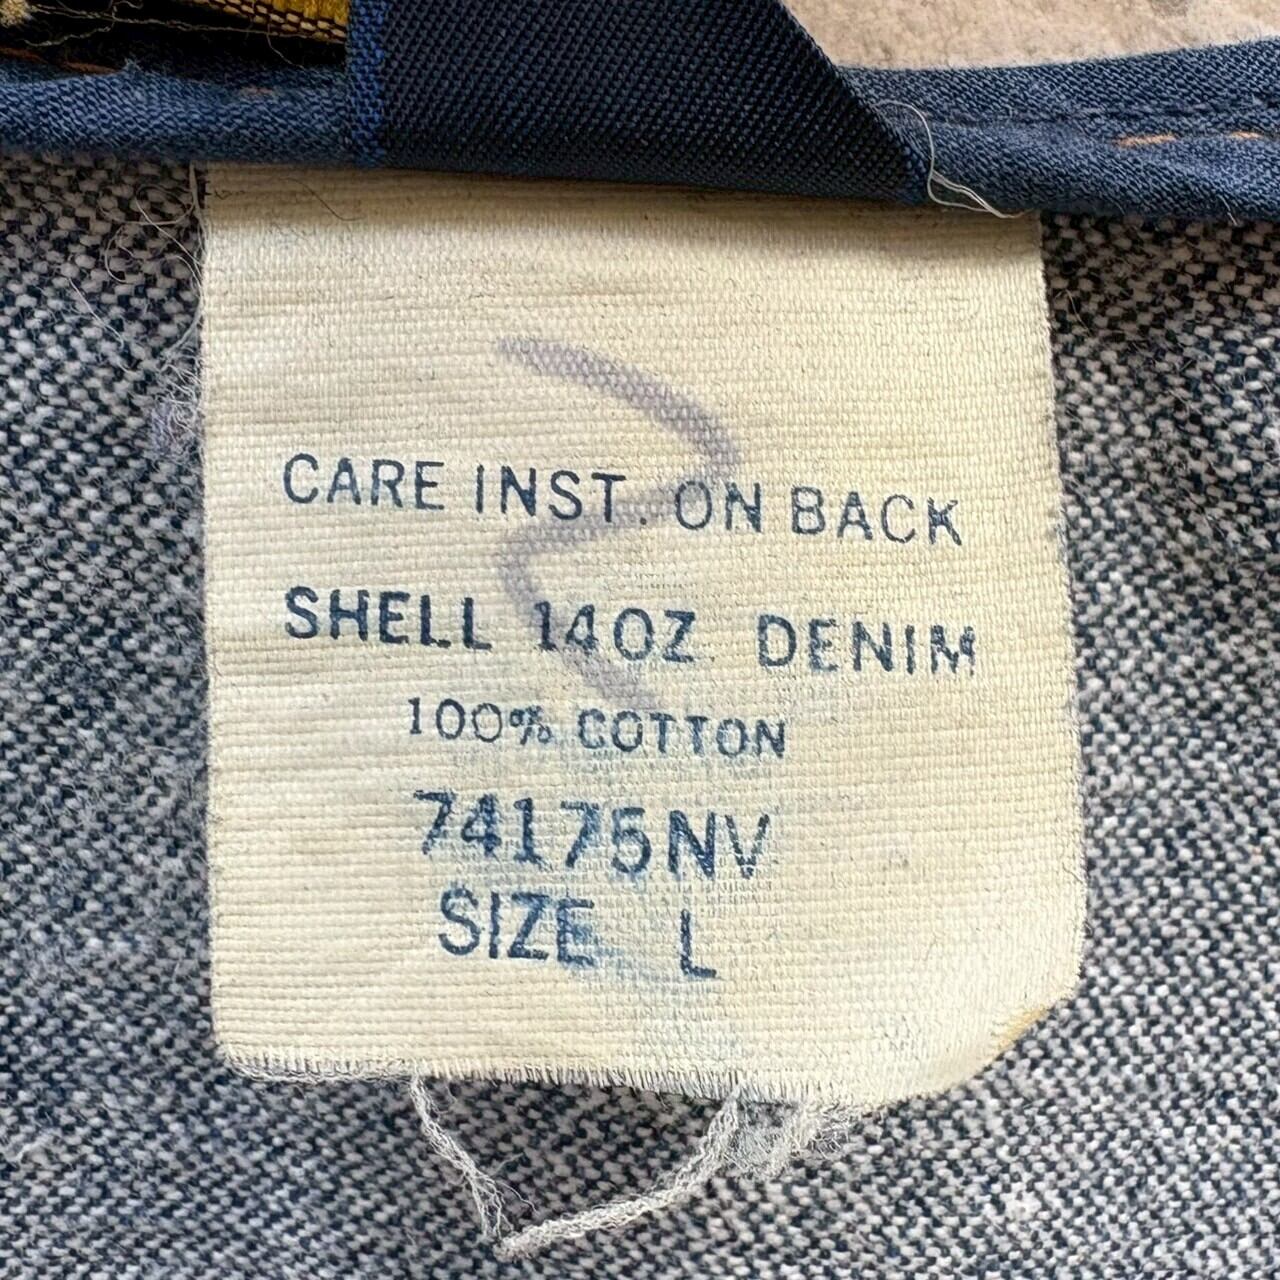 CARE INST. ON BACK
SHELL 14OZ. DENIM
100% COTTON
74175NV
SIZE L